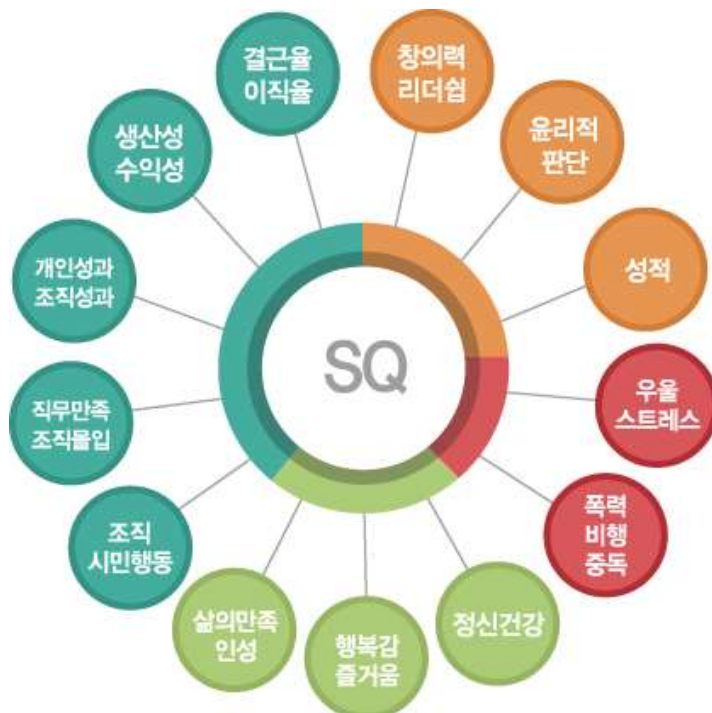 결근율
이직율
창의력
리더쉽
생산성
수익성
윤리적
판단
개인성과
조직성과
성적
SQ
직무만족
조직몰입
우울
스트레스
조직
시민행동
폭력
비행
중독
삶의만족
인성
행복감
즐거움
정신건강